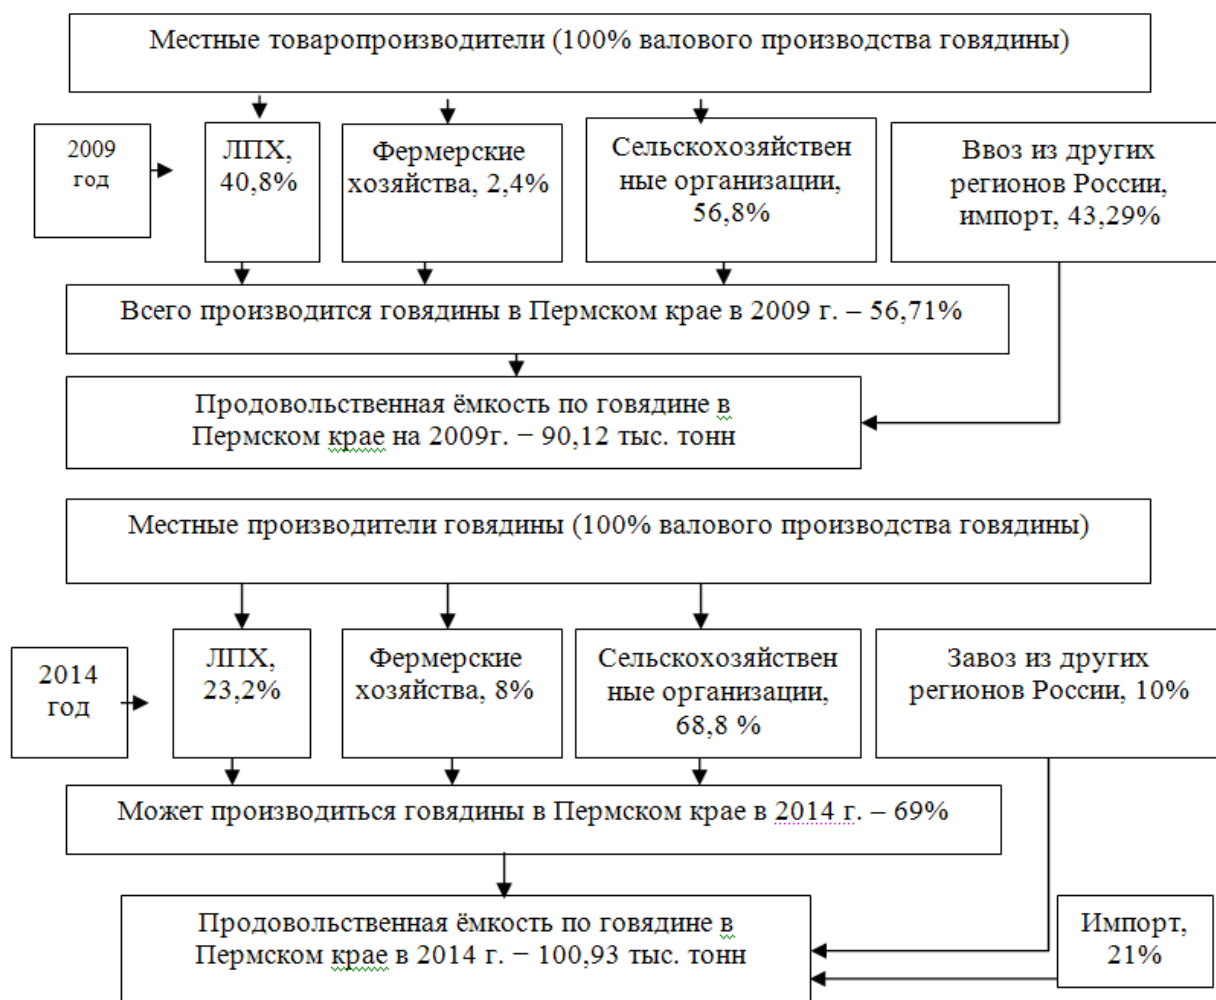 Местные товаропроизводители (100% валового производства говядины)
2009
год
ЛПХ,
40,8%
Фермерские
хозяйства, 2,4%
Сельскохозяйствен
ные организации,
56,8%
Ввоз из других
регионов России,
импорт, 43,29%
Всего производится говядины в Пермском крае в 2009 г. – 56,71%
Продовольственная ёмкость по говядине в
Пермском крае на 2009г. − 90,12 тыс. тонн
Местные производители говядины (100% валового производства говядины)
2014
год
ЛПХ,
23,2%
Фермерские
хозяйства, 8%
Сельскохозяйствен
ные организации,
68,8 %
Завоз из других
регионов России, 10%
Может производиться говядины в Пермском крае в 2014 г. – 69%
Продовольственная ёмкость по говядине в
Пермском крае в 2014 г. − 100,93 тыс. тонн
Импорт,
21%